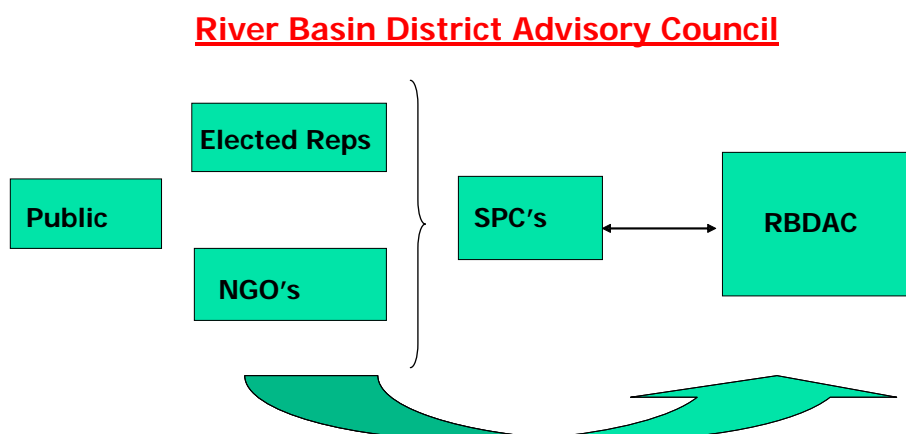 River Basin District Advisory Council
Elected Reps
Public
SPC's
RBDAC
NGO's